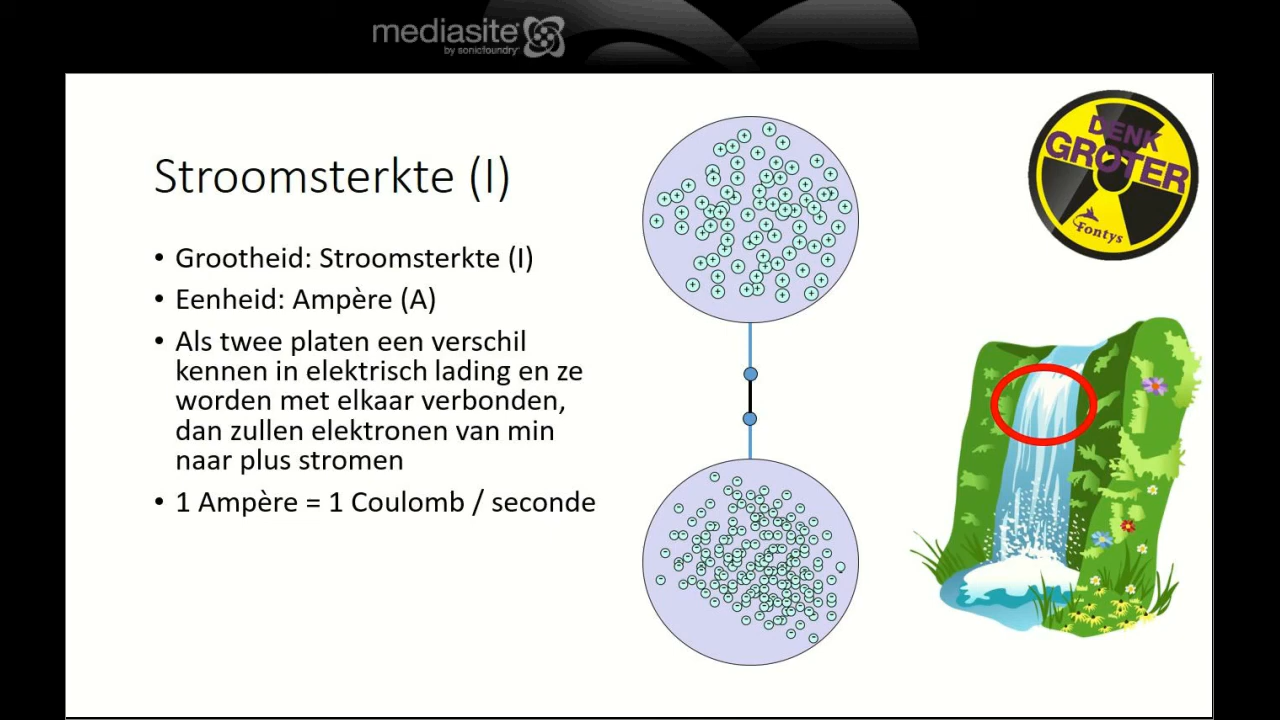 mediasite
by sonicfoundry
Stroomsterkte (I)
• Grootheid: Stroomsterkte (I)
• Eenheid: Ampère (A)
• Als twee platen een verschil
kennen in elektrisch lading en ze
worden met elkaar verbonden,
dan zullen elektronen van min
naar plus stromen
• 1 Ampère = 1 Coulomb / seconde
DENK
GROTER
Fontys